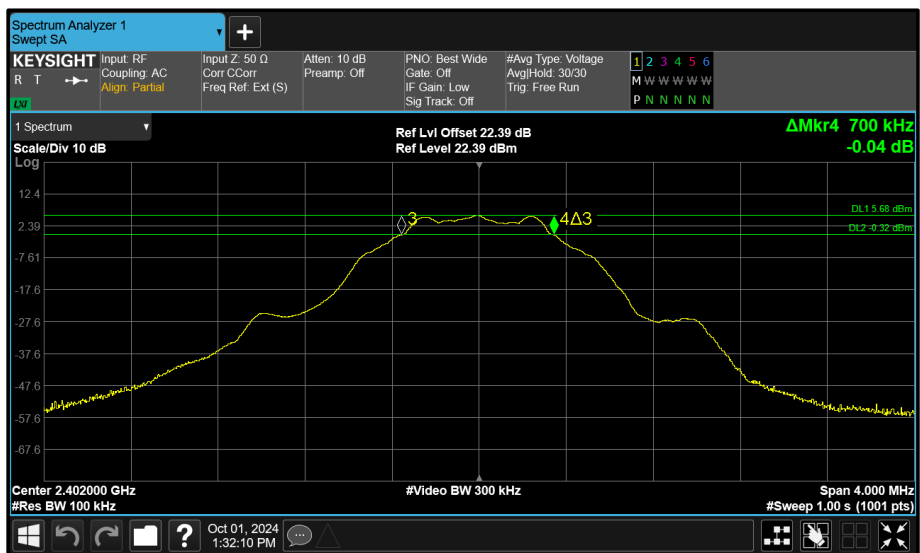 Spectrum Analyzer 1
Swept SA
+
KEYSIGHT
R T
LXI
Input: RF
Coupling: AC
Align: Partial
Input Z: 50 Ω
Corr CCorr
Freq Ref: Ext (S)
Atten: 10 dB
Preamp: Off
PNO: Best Wide
Gate: Off
IF Gain: Low
Sig Track: Off
#Avg Type: Voltage
Avg|Hold: 30/30
Trig: Free Run
1 2 3 4 5 6
M W W W W W
P N N N N N
1 Spectrum
Scale/Div 10 dB
Ref Lvl Offset 22.39 dB
Ref Level 22.39 dBm
ΔMkr4 700 kHz
-0.04 dB
Log
12.4
2.39
-7.61
-17.6
-27.6
-37.6
-47.6
-57.6
-67.6
3
4Δ3
DL1 5.68 dBm
DL2 -0.32 dBm
Center 2.402000 GHz
#Video BW 300 kHz
Span 4.000 MHz
#Res BW 100 kHz
#Sweep 1.00 s (1001 pts)
?
Oct 01, 2024
1:32:10 PM